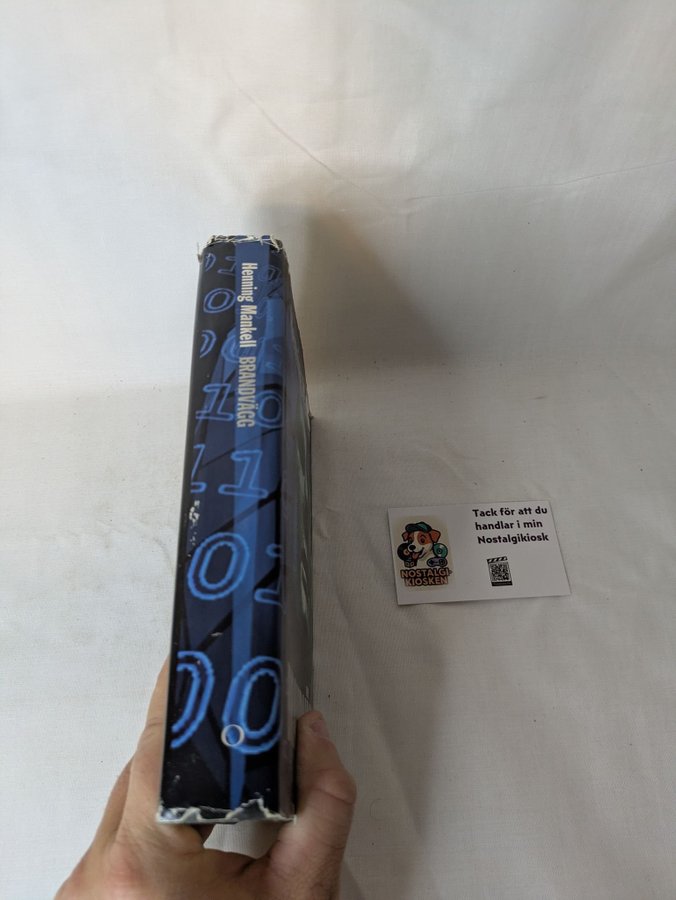 Henning Mankell BRANDVÄGG
Tack för att du
handlar i min
Nostalgikiosk
NOSTALGI-
KIOSKEN